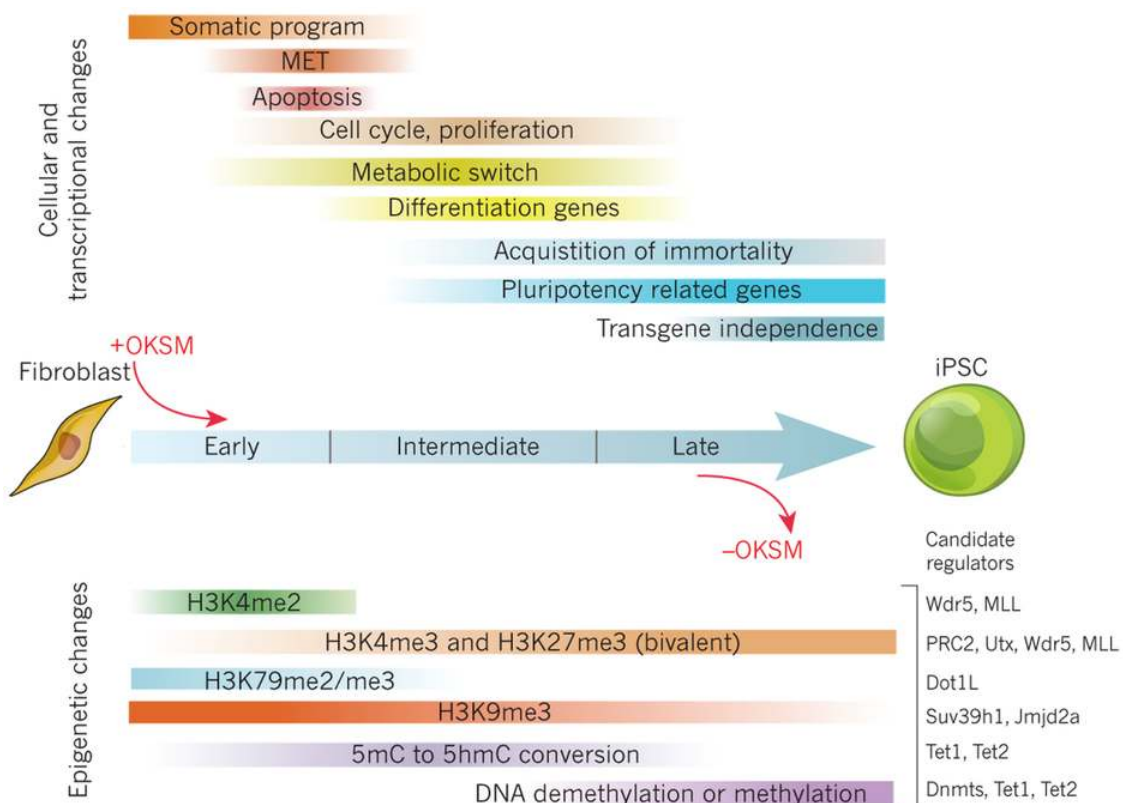 Cellular and
transcriptional changes
Somatic program
MET
Apoptosis
Cell cycle, proliferation
Metabolic switch
Differentiation genes
Acquistition of immortality
Pluripotency related genes
Transgene independence
+OKSM
Fibroblast
iPSC
Early
Intermediate
Late
–OKSM
Candidate
regulators
Epigenetic changes
H3K4me2
Wdr5, MLL
H3K4me3 and H3K27me3 (bivalent)
PRC2, Utx, Wdr5, MLL
H3K79me2/me3
Dot1L
H3K9me3
Suv39h1, Jmjd2a
5mC to 5hmC conversion
Tet1, Tet2
DNA demethylation or methylation
Dnmts, Tet1, Tet2